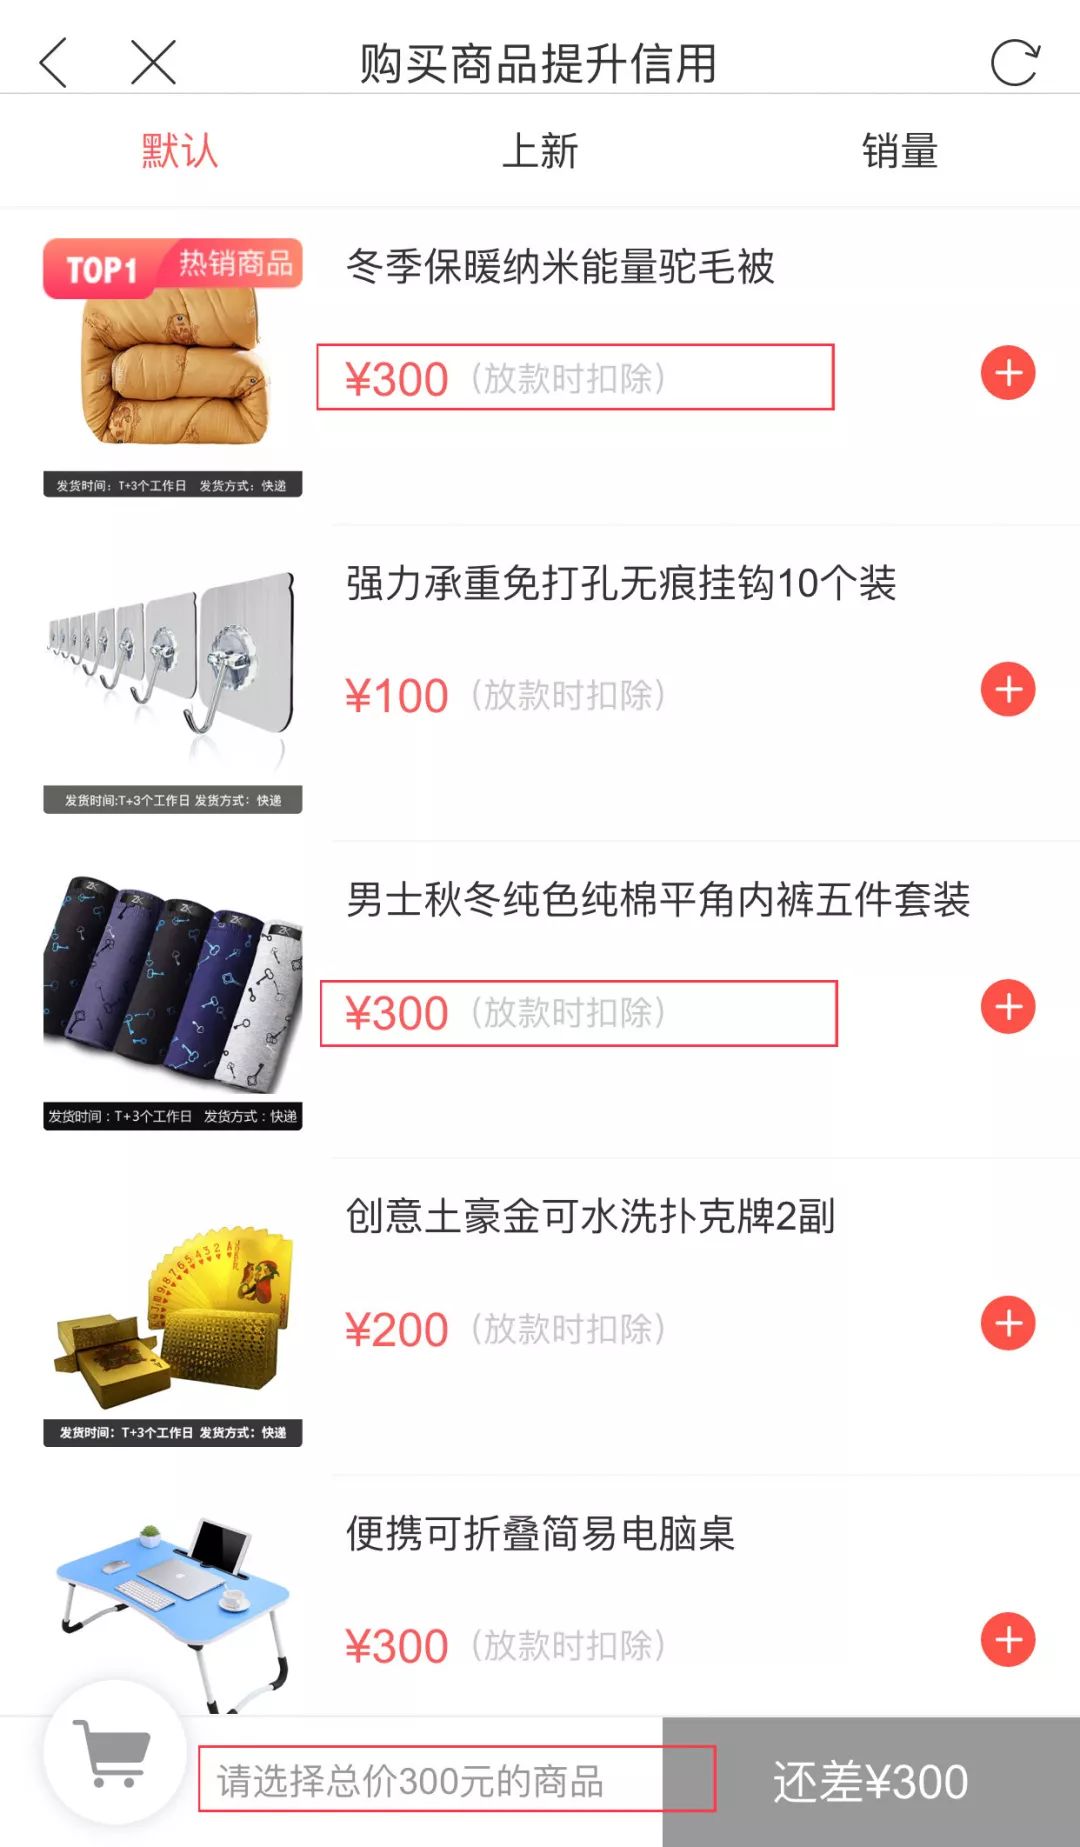 购买商品提升信用
默认
上新
销量
TOP1
热销商品
冬季保暖纳米能量驼毛被
¥300（放款时扣除）
发货时间：T+3个工作日 发货方式：快递
强力承重免打孔无痕挂钩10个装
¥100（放款时扣除）
发货时间:T+3个工作日 发货方式：快递
男士秋冬纯色纯棉平角内裤五件套装
¥300（放款时扣除）
发货时间：T+3个工作日 发货方式：快递
创意土豪金可水洗扑克牌2副
¥200（放款时扣除）
发货时间：T+3个工作日 发货方式：快递
便携可折叠简易电脑桌
¥300（放款时扣除）
请选择总价300元的商品
还差¥300